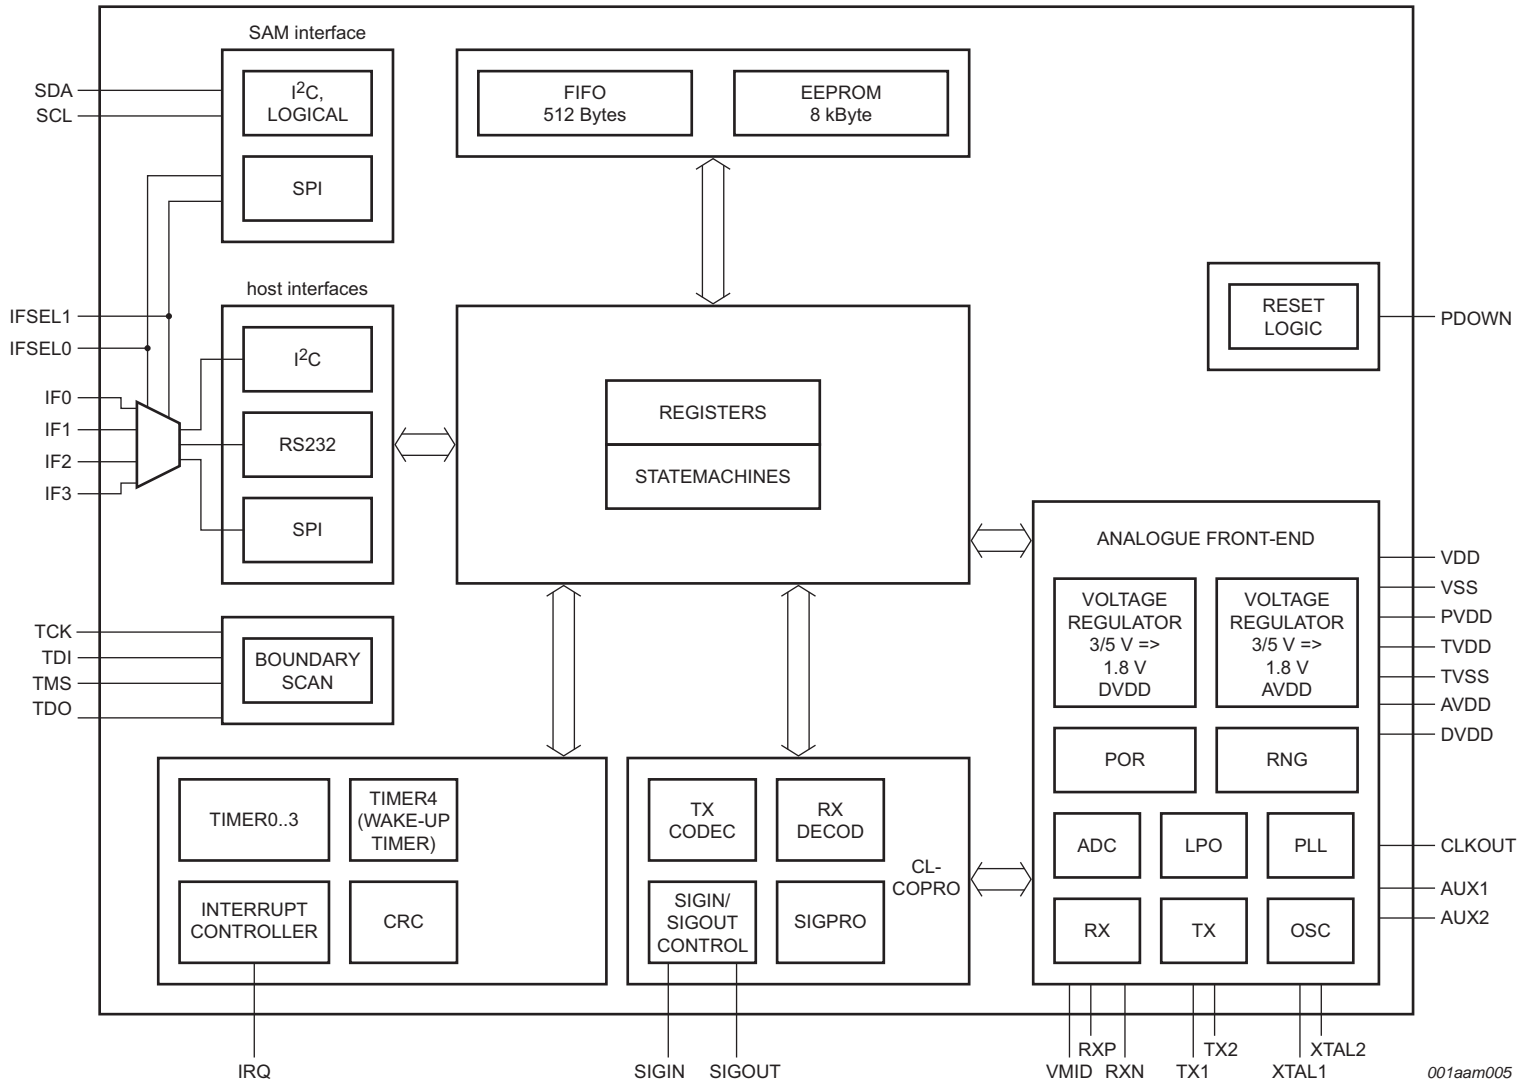 SAM interface
SDA
SCL
I²C,
LOGICAL
SPI
FIFO
512 Bytes
EEPROM
8 kByte
host interfaces
IFSEL1
IFSEL0
IF0
IF1
IF2
IF3
I²C
RS232
SPI
REGISTERS
STATEMACHINES
RESET
LOGIC
PDOWN
TCK
TDI
TMS
TDO
BOUNDARY
SCAN
ANALOGUE FRONT-END
VOLTAGE
REGULATOR
3/5 V =>
1.8 V
DVDD
VOLTAGE
REGULATOR
3/5 V =>
1.8 V
AVDD
POR
RNG
ADC
LPO
PLL
RX
TX
OSC
VDD
VSS
PVDD
TVDD
TVSS
AVDD
DVDD
CLKOUT
AUX1
AUX2
TIMER0..3
TIMER4
(WAKE-UP
TIMER)
INTERRUPT
CONTROLLER
CRC
TX
CODEC
RX
DECOD
SIGIN/
SIGOUT
CONTROL
SIGPRO
CL-
COPRO
IRQ
SIGIN
SIGOUT
VMID
RXP
RXN
TX1
TX2
XTAL1
XTAL2
001aam005